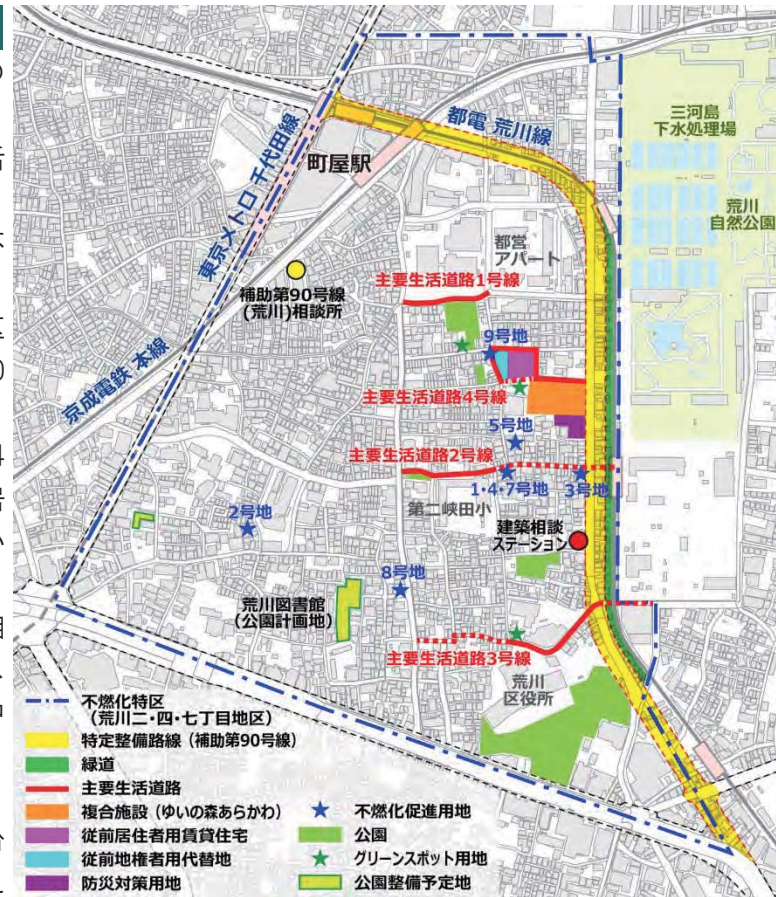 三河島
下水処理場
都電 荒川線
町屋駅
荒川
自然公園
東京メトロ 千代田線
都営
アパート
補助第90号線
(荒川)相談所
主要生活道路1号線
9号地
京成電鉄 本線
主要生活道路4号線
5号地
主要生活道路2号線
1・4・7号地
3号地
2号地
第二峡田小
建築相談
ステーション
8号地
荒川図書館
(公園計画地)
主要生活道路3号線
荒川
区役所
不燃化特区
(荒川二・四・七丁目地区)
特定整備路線(補助第90号線)
緑道
主要生活道路
複合施設(ゆいの森あらかわ)
不燃化促進用地
従前居住者用賃貸住宅
公園
従前地権者用代替地
グリーンスポット用地
防災対策用地
公園整備予定地